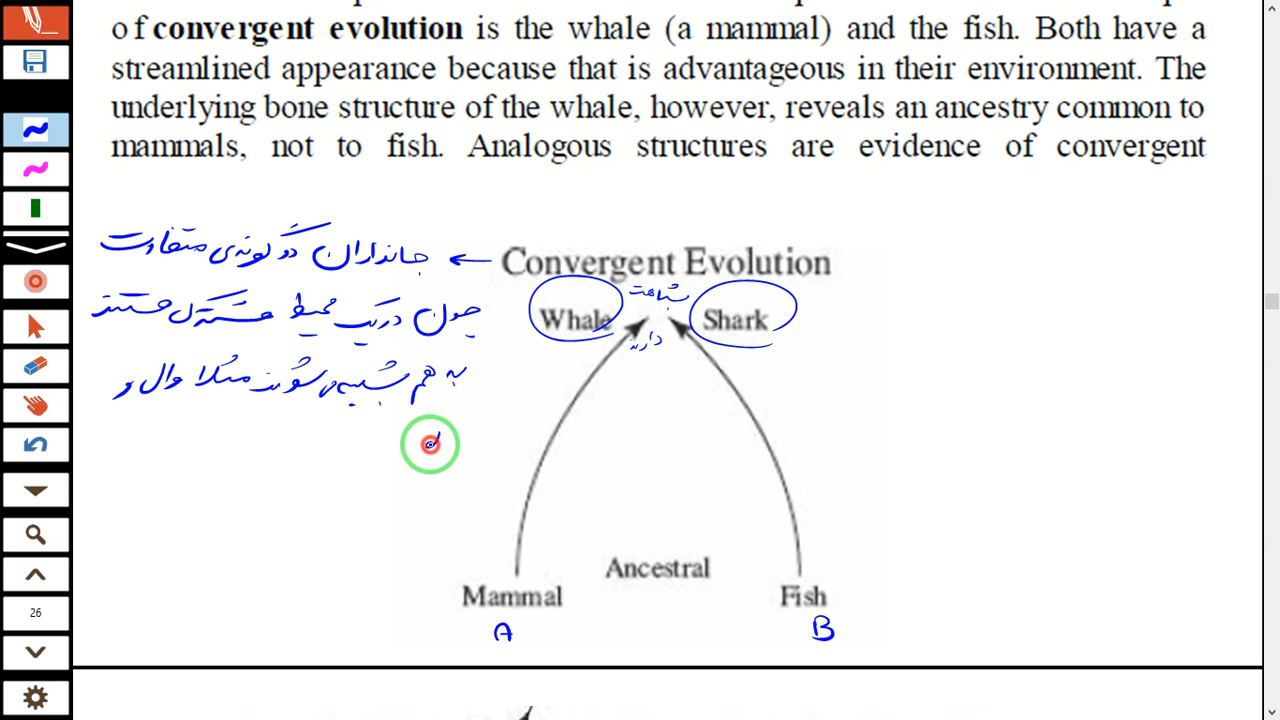 of convergent evolution is the whale (a mammal) and the fish. Both have a
streamlined appearance because that is advantageous in their environment. The
underlying bone structure of the whale, however, reveals an ancestry common to
mammals, not to fish. Analogous structures are evidence of convergent
Convergent Evolution ← جانداران دو گونه‌ی متفاوت
چون در یک محیط مشترک هستند
به هم شبیه می‌شوند مثلا وال و
Whale شباهت دارند Shark
Ancestral
Mammal Fish
A B
26